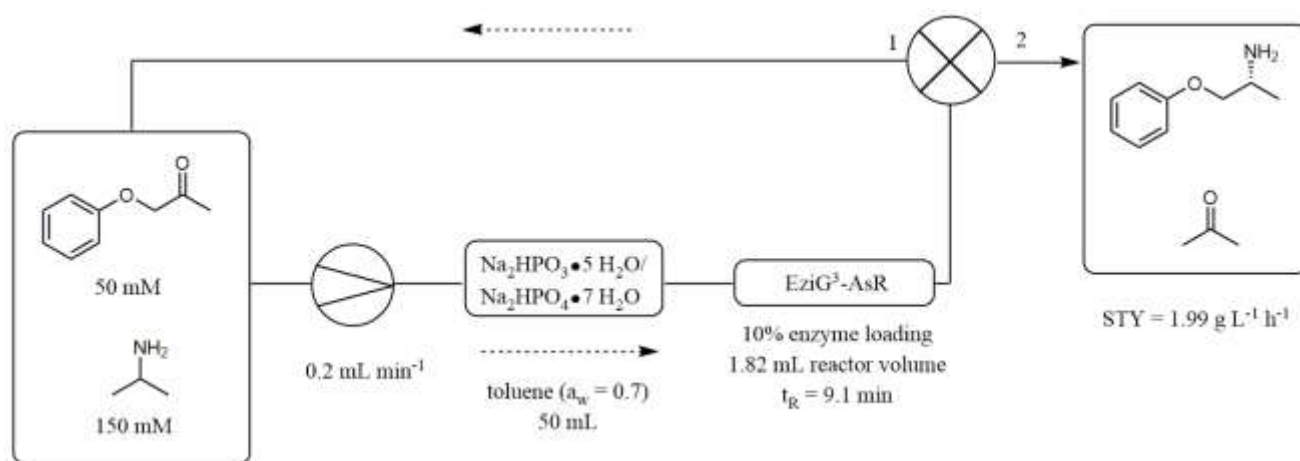 1
2
NH₂
O
O
O
50 mM
NH₂
150 mM
0.2 mL min⁻¹
Na₂HPO₃●5 H₂O/
Na₂HPO₄●7 H₂O
toluene (a_w = 0.7)
50 mL
EziG³-AsR
10% enzyme loading
1.82 mL reactor volume
t_R = 9.1 min
O
O
STY = 1.99 g L⁻¹ h⁻¹